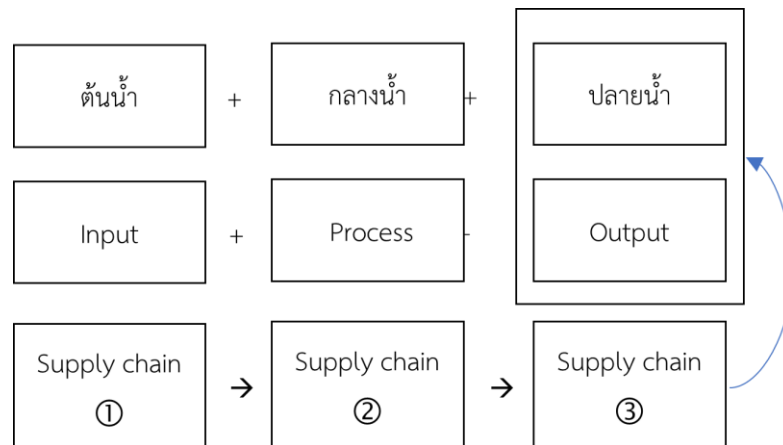 ต้นน้ำ + กลางน้ำ + ปลายน้ำ
Input + Process - Output
Supply chain → Supply chain → Supply chain
① ② ③